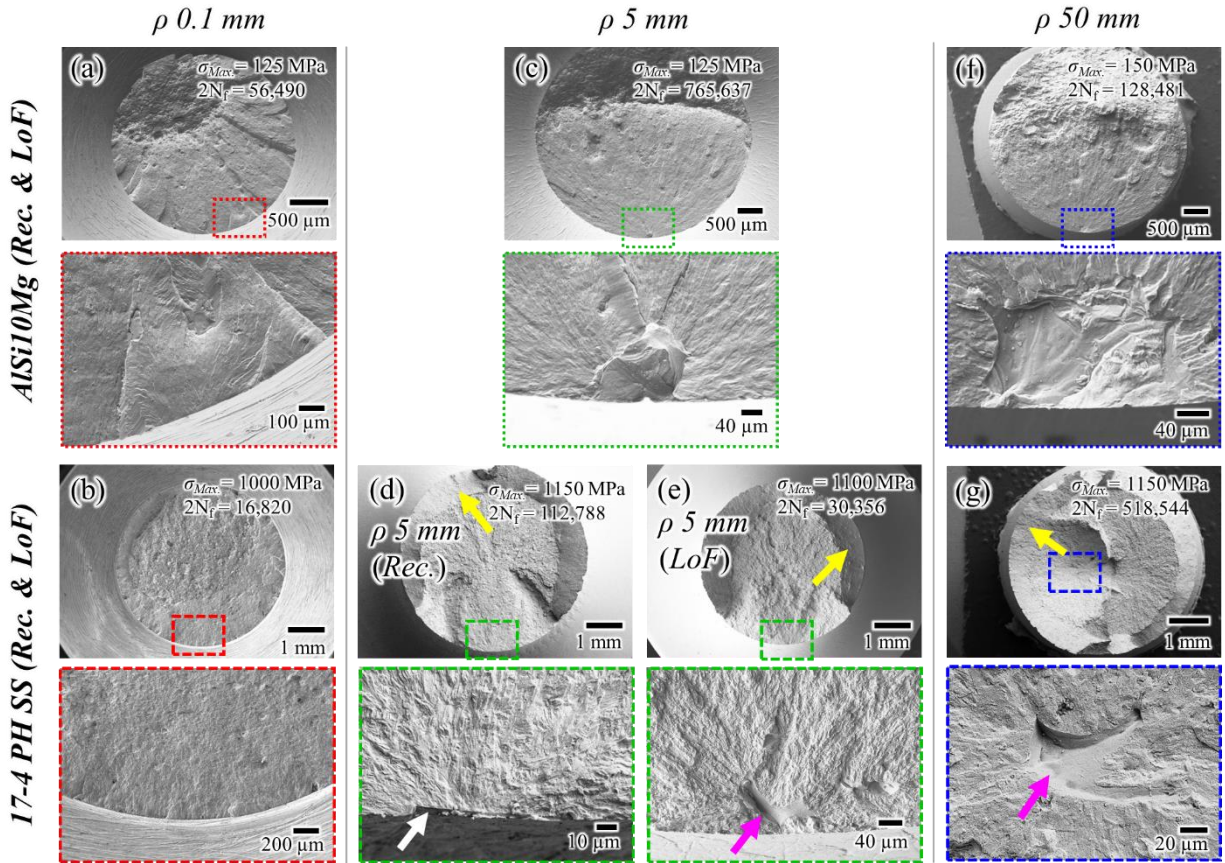 ρ 0.1 mm
ρ 5 mm
ρ 50 mm
AlSi10Mg (Rec. & LoF)
(a)
σMax. = 125 MPa
2Nf = 56,490
500 µm
100 µm
(c)
σMax. = 125 MPa
2Nf = 765,637
500 µm
40 µm
(f)
σMax. = 150 MPa
2Nf = 128,481
500 µm
40 µm
17-4 PH SS (Rec. & LoF)
(b)
σMax. = 1000 MPa
2Nf = 16,820
1 mm
200 µm
(d)
σMax. = 1150 MPa
2Nf = 112,788
ρ 5 mm
(Rec.)
1 mm
10 µm
(e)
σMax. = 1100 MPa
2Nf = 30,356
ρ 5 mm
(LoF)
1 mm
40 µm
(g)
σMax. = 1150 MPa
2Nf = 518,544
1 mm
20 µm